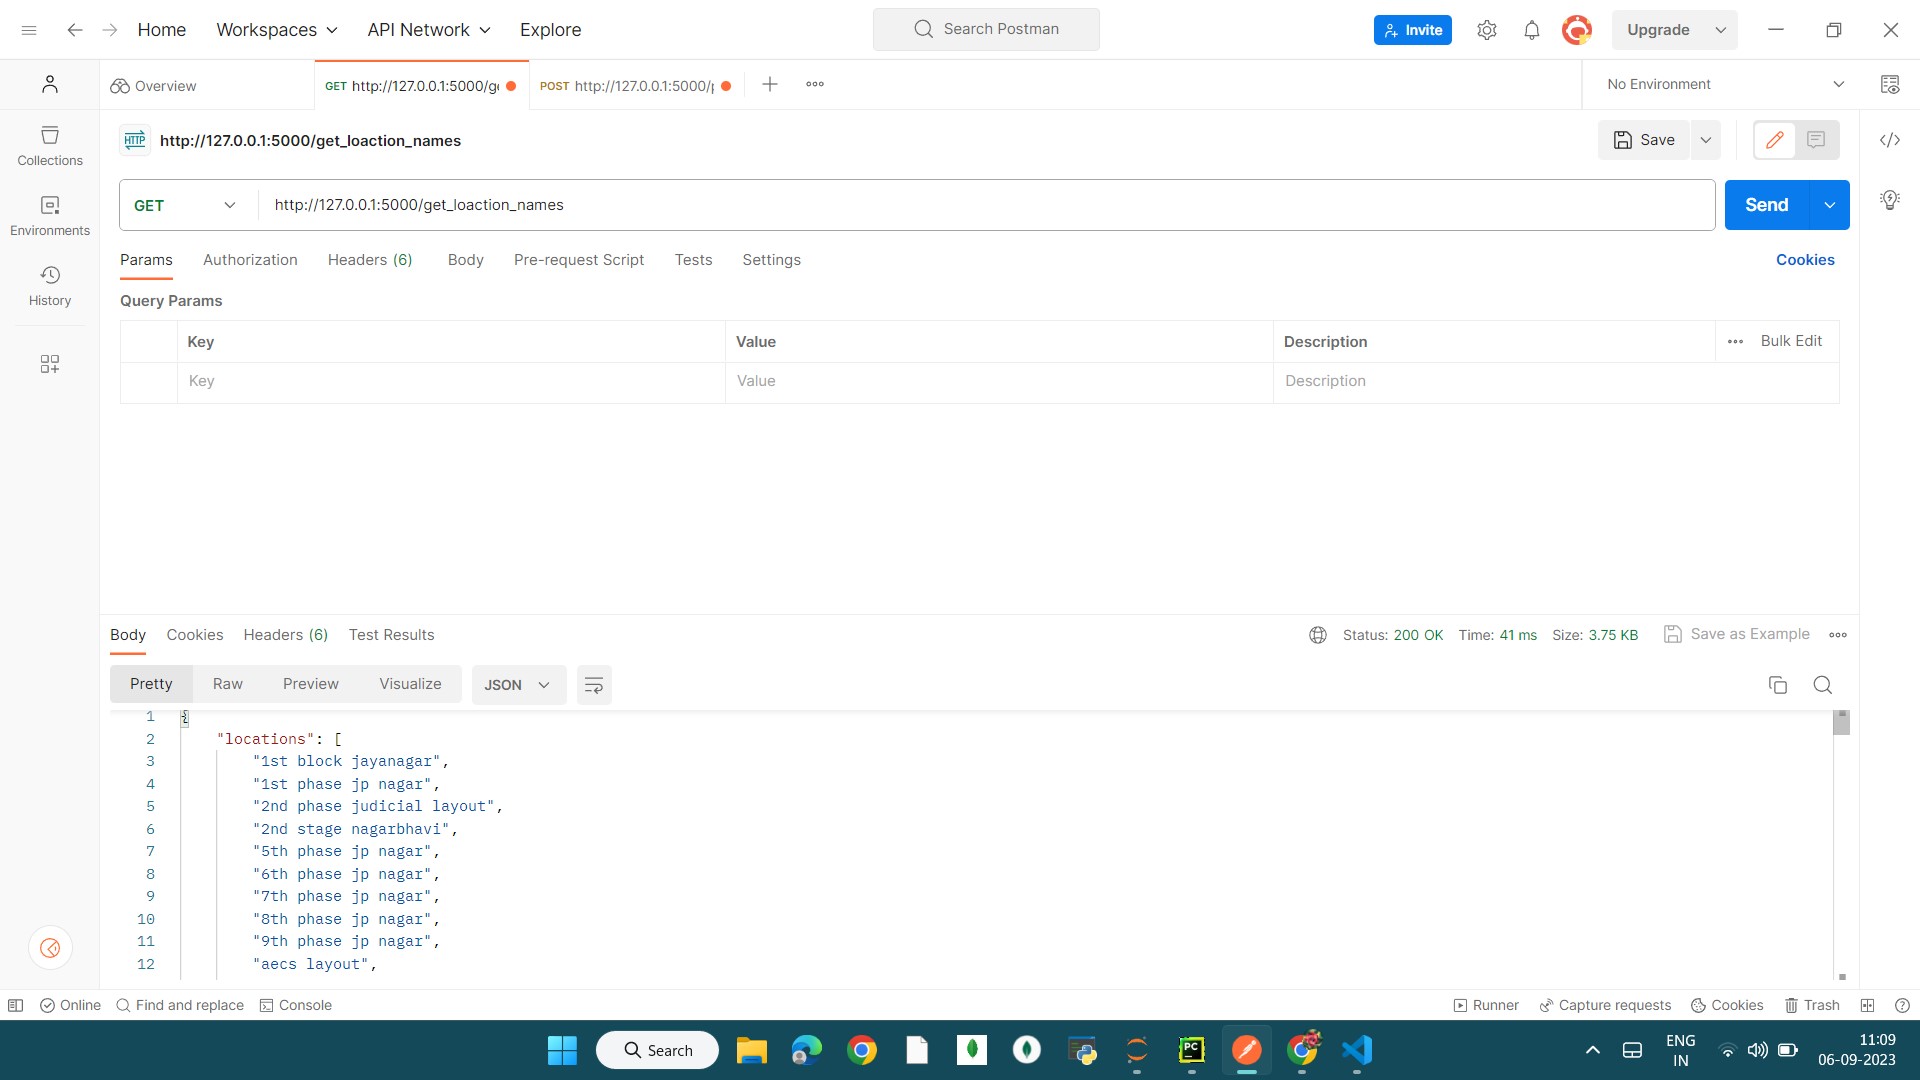 Home
Workspaces
API Network
Explore
Search Postman
Invite
Upgrade
Overview
GET http://127.0.0.1:5000/g
POST http://127.0.0.1:5000/
No Environment
HTTP http://127.0.0.1:5000/get_loaction_names
Save
Collections
Environments
History
GET http://127.0.0.1:5000/get_loaction_names
Send
Params Authorization Headers (6) Body Pre-request Script Tests Settings
Cookies
Query Params
Key Value Description
Bulk Edit
Key Value Description
Body Cookies Headers (6) Test Results
Status: 200 OK Time: 41 ms Size: 3.75 KB
Save as Example
Pretty Raw Preview Visualize
JSON
1 {
2 "locations": [
3 "1st block jayanagar",
4 "1st phase jp nagar",
5 "2nd phase judicial layout",
6 "2nd stage nagarbhavi",
7 "5th phase jp nagar",
8 "6th phase jp nagar",
9 "7th phase jp nagar",
10 "8th phase jp nagar",
11 "9th phase jp nagar",
12 "aecs layout",
Online
Find and replace
Console
Runner
Capture requests
Cookies
Trash
Search
PC
ENG
IN
11:09
06-09-2023